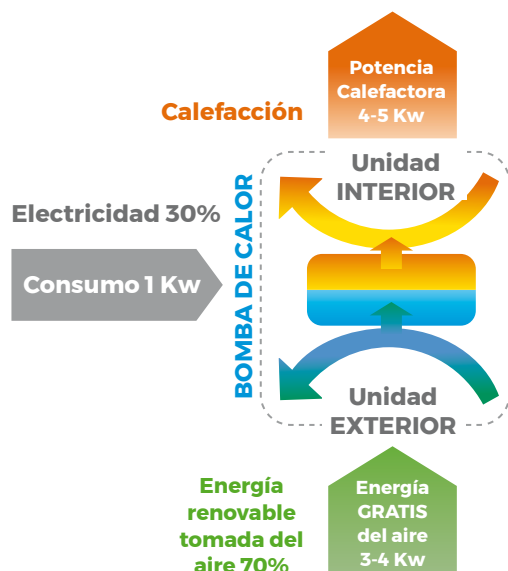 Potencia
Calefactora
4-5 Kw
Calefacción
Unidad
INTERIOR
Electricidad 30%
Consumo 1 Kw
BOMBA DE CALOR
Unidad
EXTERIOR
Energía
renovable
tomada del
aire 70%
Energía
GRATIS
del aire
3-4 Kw